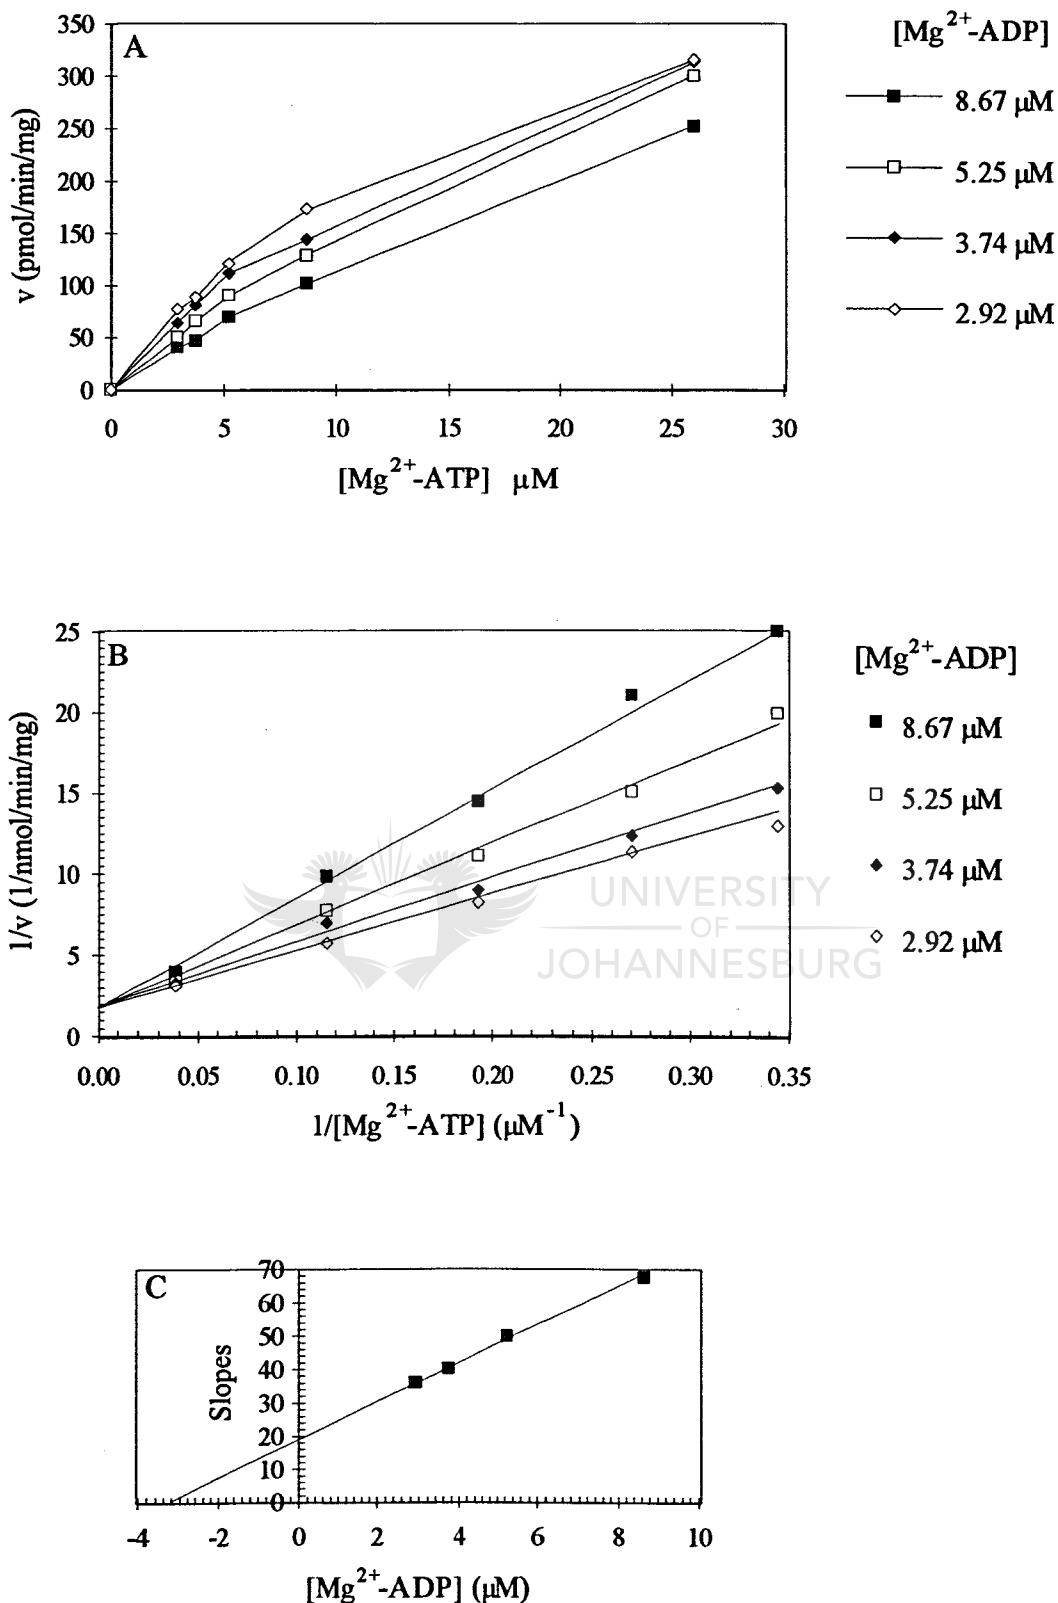 A
[Mg2+-ADP]
350
300
250
200
150
100
50
0
v (pmol/min/mg)
8.67 µM
5.25 µM
3.74 µM
2.92 µM
0 5 10 15 20 25 30
[Mg2+-ATP] µM
B
[Mg2+-ADP]
25
20
15
10
5
0
1/v (1/nmol/min/mg)
8.67 µM
5.25 µM
3.74 µM
2.92 µM
UNIVERSITY
OF
JOHANNESBURG
0.00 0.05 0.10 0.15 0.20 0.25 0.30 0.35
1/[Mg2+-ATP] (µM-1)
C
70
60
50
40
30
20
10
0
Slopes
-4 -2 0 2 4 6 8 10
[Mg2+-ADP] (µM)